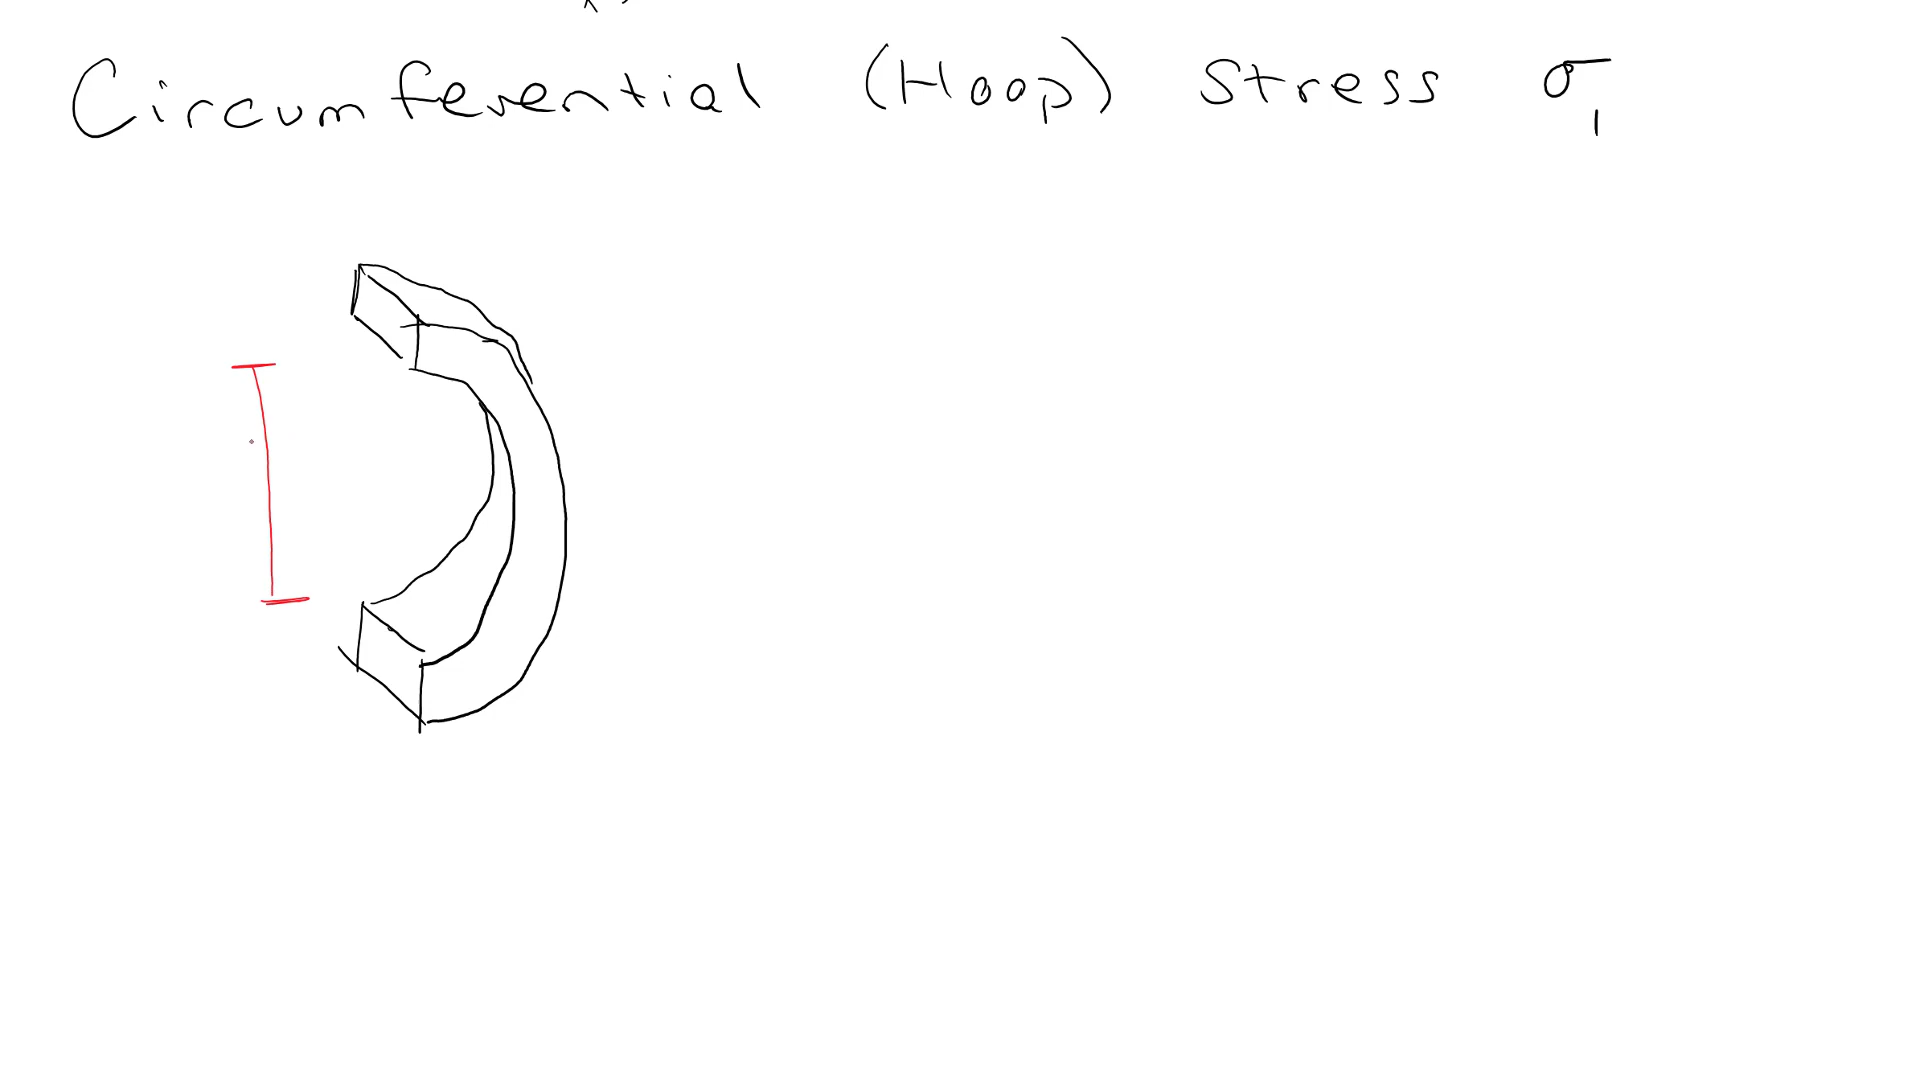 Circumferential (Hoop) Stress σ₁